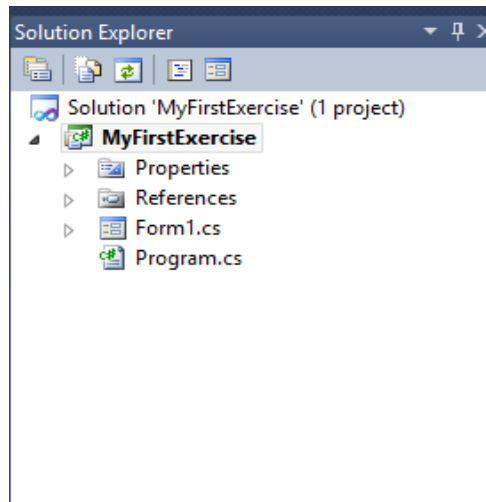 Solution Explorer
Solution 'MyFirstExercise' (1 project)
MyFirstExercise
Properties
References
Form1.cs
Program.cs